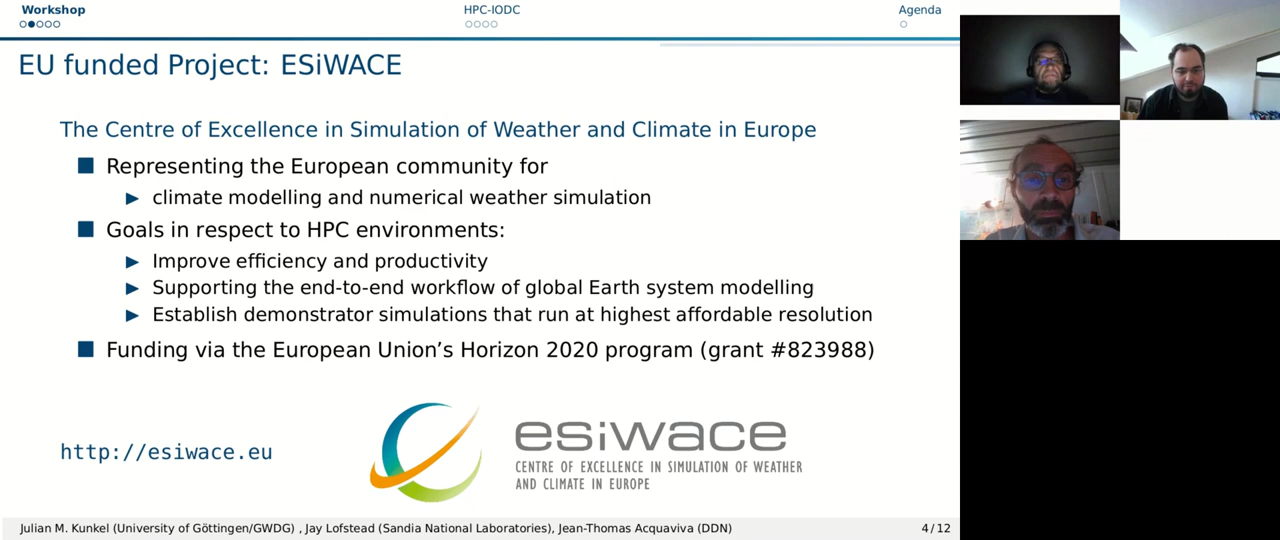 Workshop
HPC-IODC
Agenda
EU funded Project: ESiWACE
The Centre of Excellence in Simulation of Weather and Climate in Europe
Representing the European community for
climate modelling and numerical weather simulation
Goals in respect to HPC environments:
Improve efficiency and productivity
Supporting the end-to-end workflow of global Earth system modelling
Establish demonstrator simulations that run at highest affordable resolution
Funding via the European Union’s Horizon 2020 program (grant #823988)
http://esiwace.eu
esiwace
CENTRE OF EXCELLENCE IN SIMULATION OF WEATHER
AND CLIMATE IN EUROPE
Julian M. Kunkel (University of Göttingen/GWDG) , Jay Lofstead (Sandia National Laboratories), Jean-Thomas Acquaviva (DDN)
4 / 12